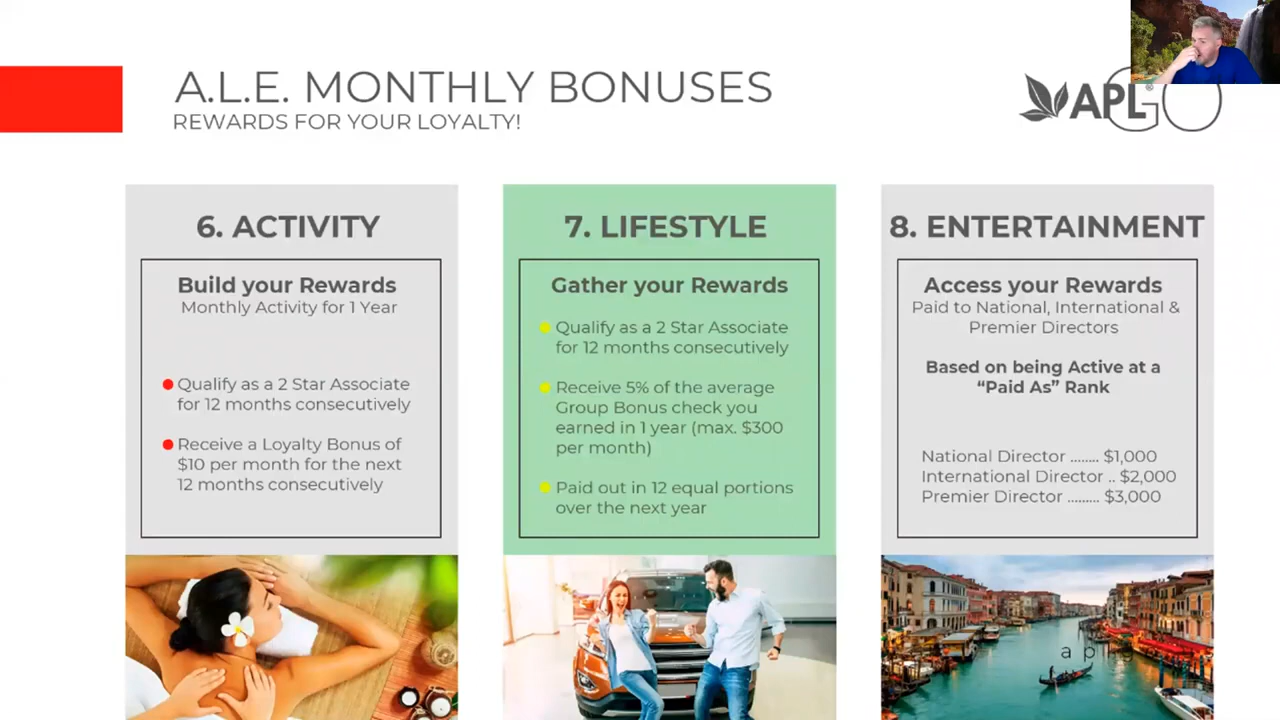 A.L.E. MONTHLY BONUSES
REWARDS FOR YOUR LOYALTY!
APL GO
6. ACTIVITY
Build your Rewards
Monthly Activity for 1 Year
Qualify as a 2 Star Associate
for 12 months consecutively
Receive a Loyalty Bonus of
$10 per month for the next
12 months consecutively
7. LIFESTYLE
Gather your Rewards
Qualify as a 2 Star Associate
for 12 months consecutively
Receive 5% of the average
Group Bonus check you
earned in 1 year (max. $300
per month)
Paid out in 12 equal portions
over the next year
8. ENTERTAINMENT
Access your Rewards
Paid to National, International &
Premier Directors
Based on being Active at a
“Paid As” Rank
National Director ........ $1,000
International Director .. $2,000
Premier Director ......... $3,000